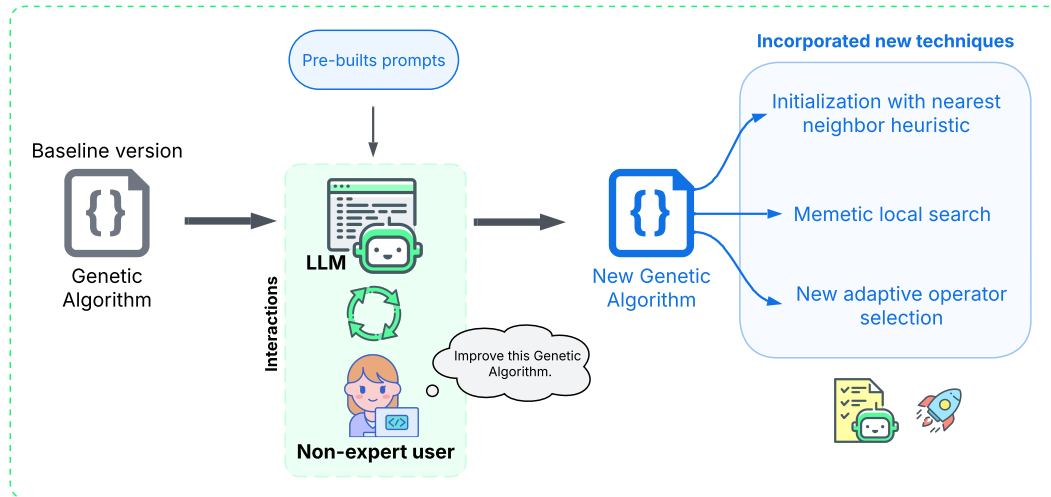 Pre-builts prompts
Incorporated new techniques
Initialization with nearest
neighbor heuristic
Baseline version
{ }
Genetic
Algorithm
LLM
Interactions
Improve this Genetic
Algorithm.
</>
Non-expert user
{ }
New Genetic
Algorithm
Memetic local search
New adaptive operator
selection